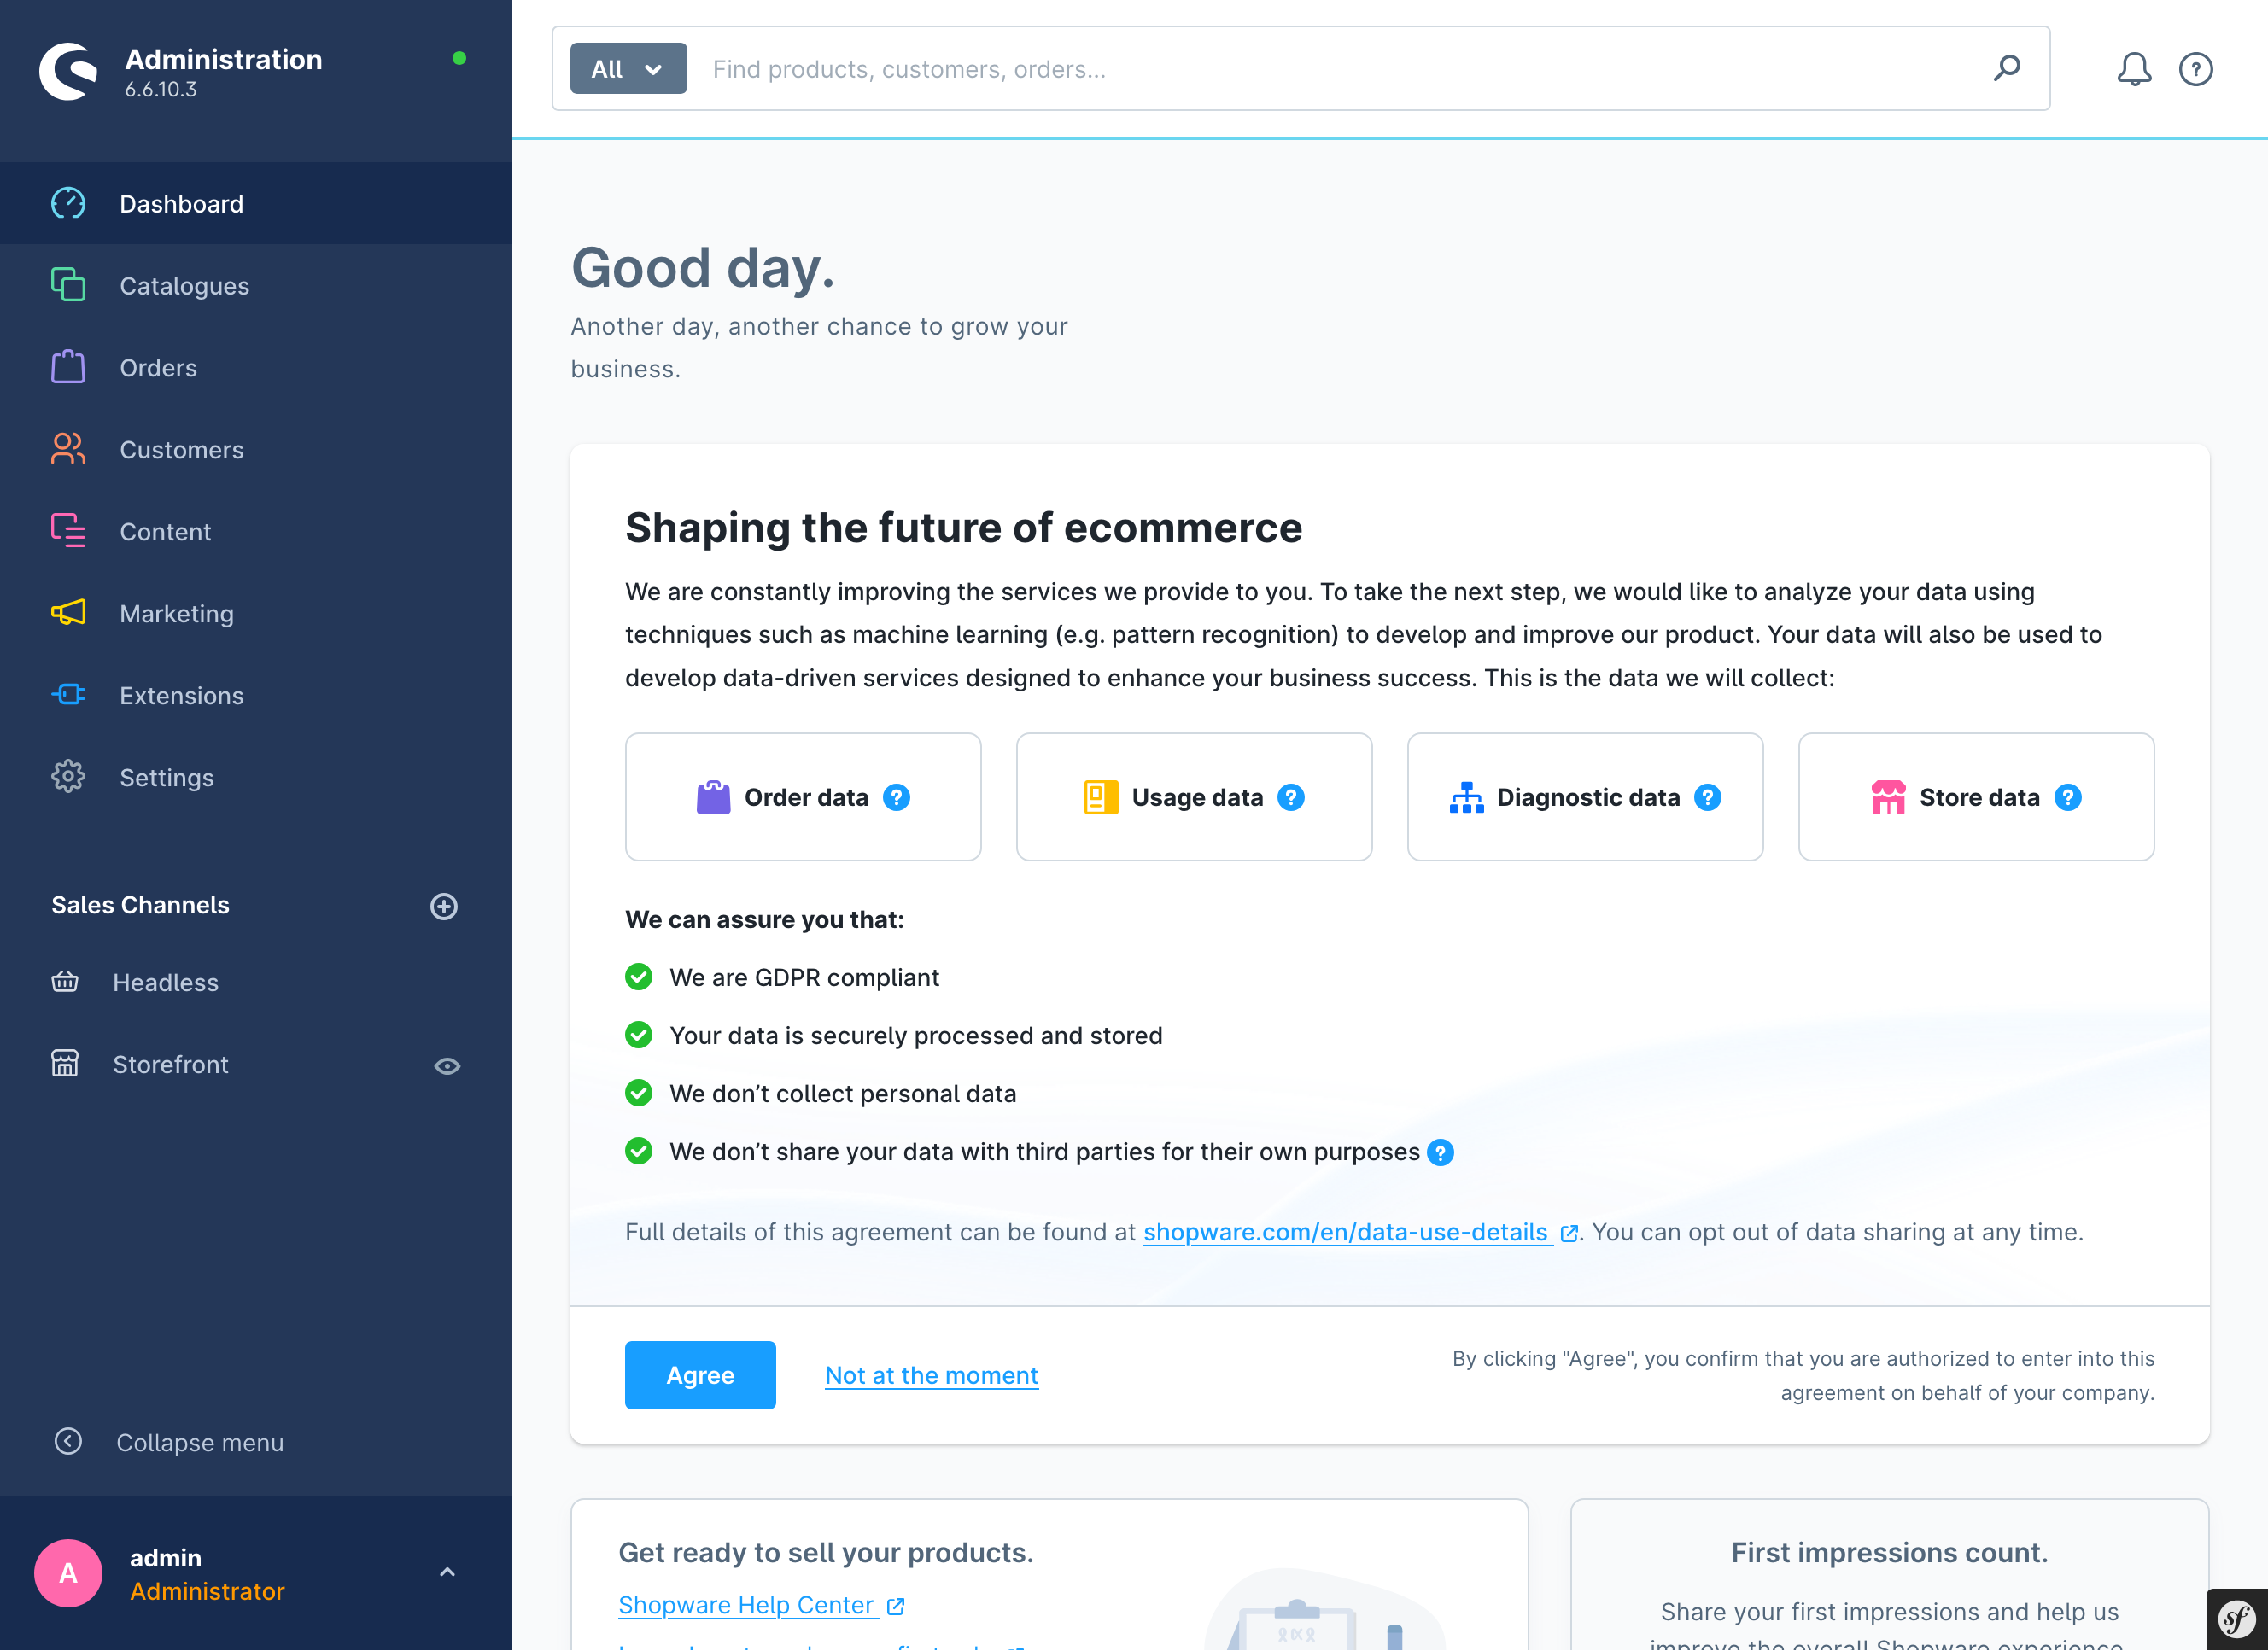 Administration
6.6.10.3
All
Find products, customers, orders...
Dashboard
Catalogues
Orders
Customers
Content
Marketing
Extensions
Settings
Sales Channels
Headless
Storefront
Collapse menu
A
admin
Administrator
Good day.
Another day, another chance to grow your
business.
Shaping the future of ecommerce
We are constantly improving the services we provide to you. To take the next step, we would like to analyze your data using
techniques such as machine learning (e.g. pattern recognition) to develop and improve our product. Your data will also be used to
develop data-driven services designed to enhance your business success. This is the data we will collect:
Order data ?
Usage data ?
Diagnostic data ?
Store data ?
We can assure you that:
We are GDPR compliant
Your data is securely processed and stored
We don’t collect personal data
We don’t share your data with third parties for their own purposes ?
Full details of this agreement can be found at shopware.com/en/data-use-details . You can opt out of data sharing at any time.
Agree
Not at the moment
By clicking "Agree", you confirm that you are authorized to enter into this
agreement on behalf of your company.
Get ready to sell your products.
Shopware Help Center
First impressions count.
Share your first impressions and help us
improve the overall Shopware experience
sf